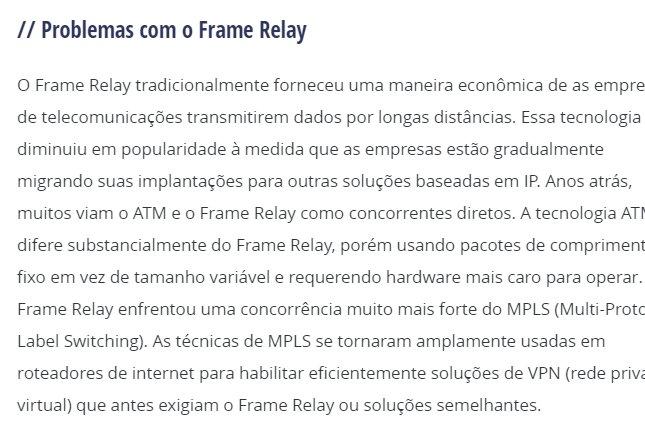 // Problemas com o Frame Relay
O Frame Relay tradicionalmente forneceu uma maneira econômica de as empre
de telecomunicações transmitirem dados por longas distâncias. Essa tecnologia
diminuiu em popularidade à medida que as empresas estão gradualmente
migrando suas implantações para outras soluções baseadas em IP. Anos atrás,
muitos viam o ATM e o Frame Relay como concorrentes diretos. A tecnologia ATM
difere substancialmente do Frame Relay, porém usando pacotes de compriment
fixo em vez de tamanho variável e requerendo hardware mais caro para operar.
Frame Relay enfrentou uma concorrência muito mais forte do MPLS (Multi-Proto
Label Switching). As técnicas de MPLS se tornaram amplamente usadas em
roteadores de internet para habilitar eficientemente soluções de VPN (rede priva
virtual) que antes exigiam o Frame Relay ou soluções semelhantes.